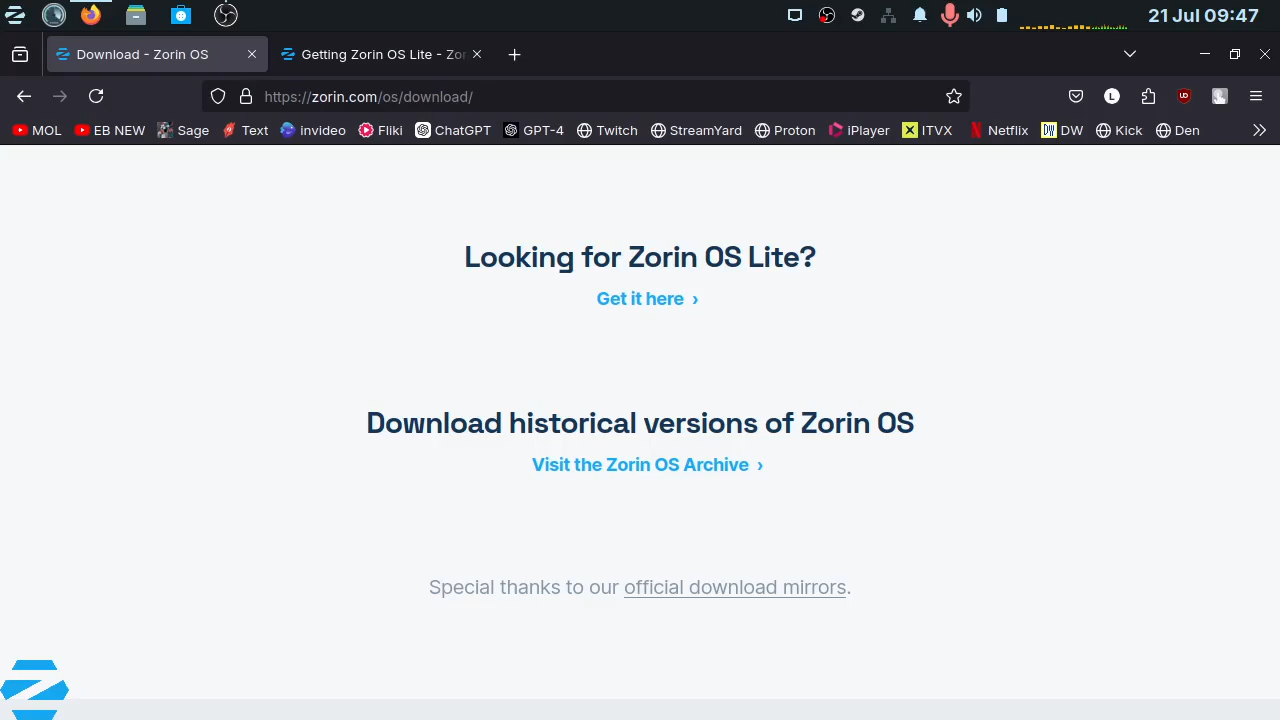 21 Jul 09:47
Download - Zorin OS
Getting Zorin OS Lite - Zor
https://zorin.com/os/download/
L
UD
MOL EB NEW Sage Text Invideo Fliki ChatGPT GPT-4 Twitch StreamYard Proton iPlayer ITVX Netflix DW DW Kick Den
Looking for Zorin OS Lite?
Get it here ›
Download historical versions of Zorin OS
Visit the Zorin OS Archive ›
Special thanks to our official download mirrors.